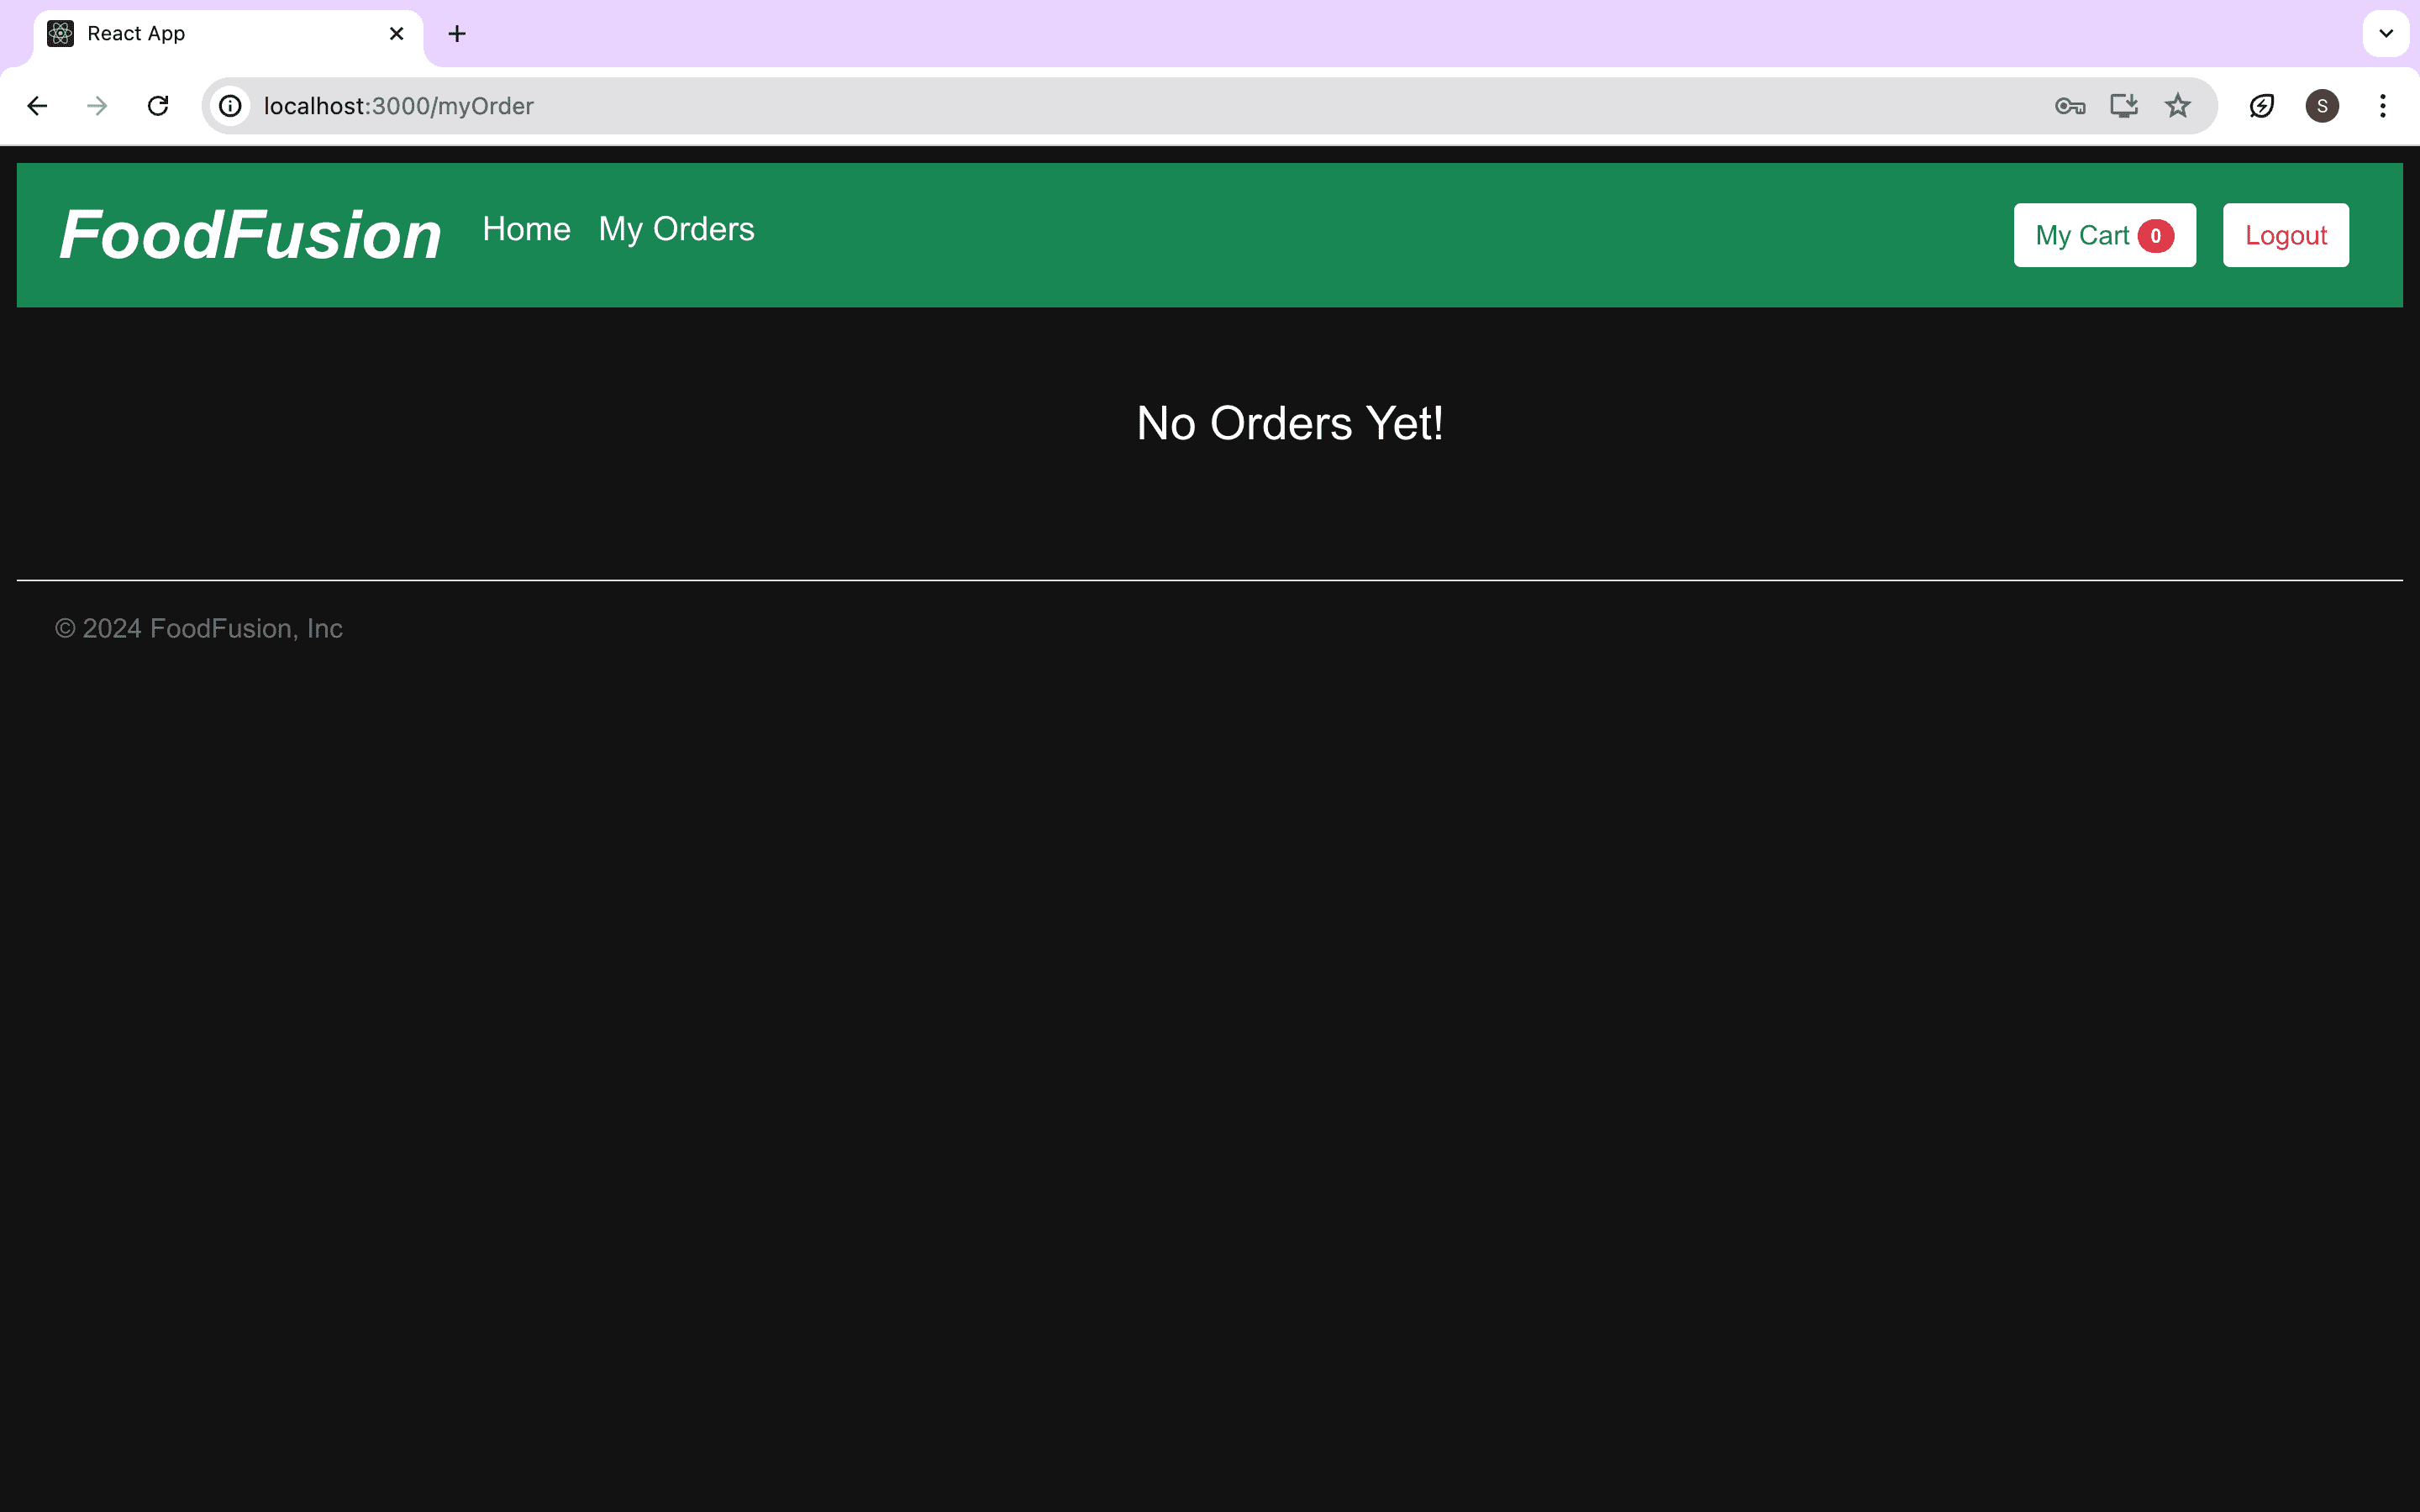 React App
localhost:3000/myOrder
S
FoodFusion Home My Orders My Cart 0 Logout
No Orders Yet!
© 2024 FoodFusion, Inc